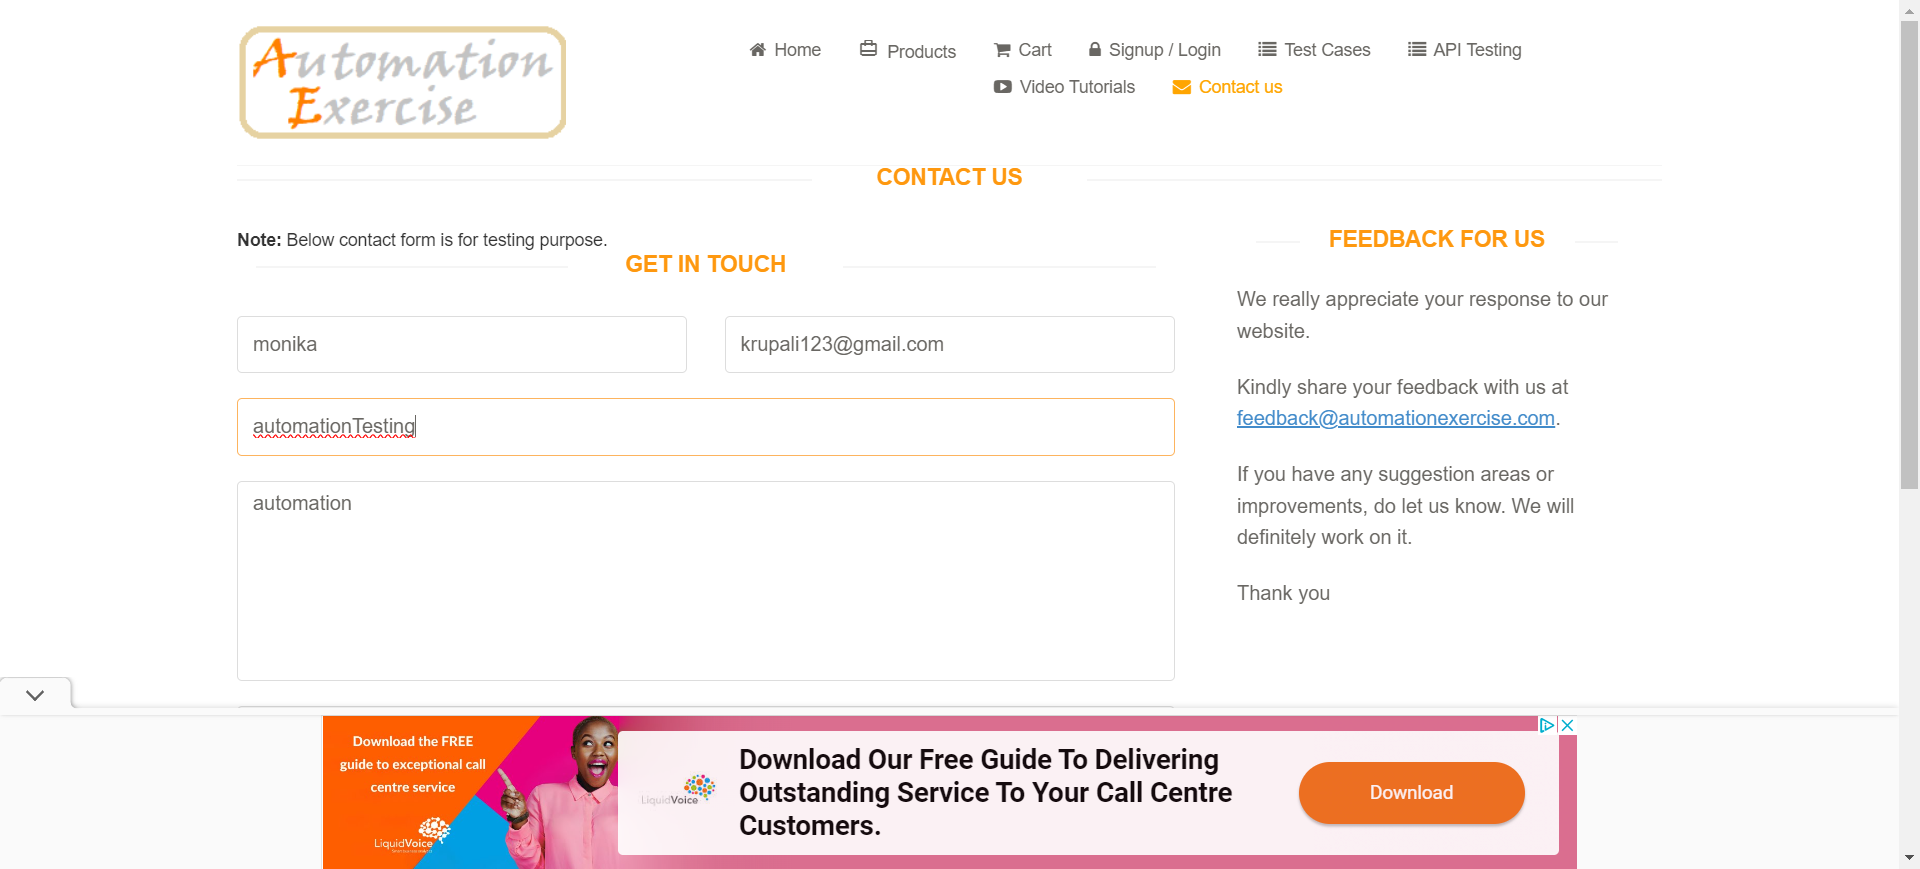 Automation
Exercise
Home
Products
Cart
Signup / Login
Test Cases
API Testing
Video Tutorials
Contact us
CONTACT US
Note: Below contact form is for testing purpose.
GET IN TOUCH
monika
krupali123@gmail.com
automationTesting
automation
FEEDBACK FOR US
We really appreciate your response to our
website.
Kindly share your feedback with us at
feedback@automationexercise.com.
If you have any suggestion areas or
improvements, do let us know. We will
definitely work on it.
Thank you
Download the FREE
guide to exceptional call
centre service
LiquidVoice
LiquidVoice
Download Our Free Guide To Delivering
Outstanding Service To Your Call Centre
Customers.
Download